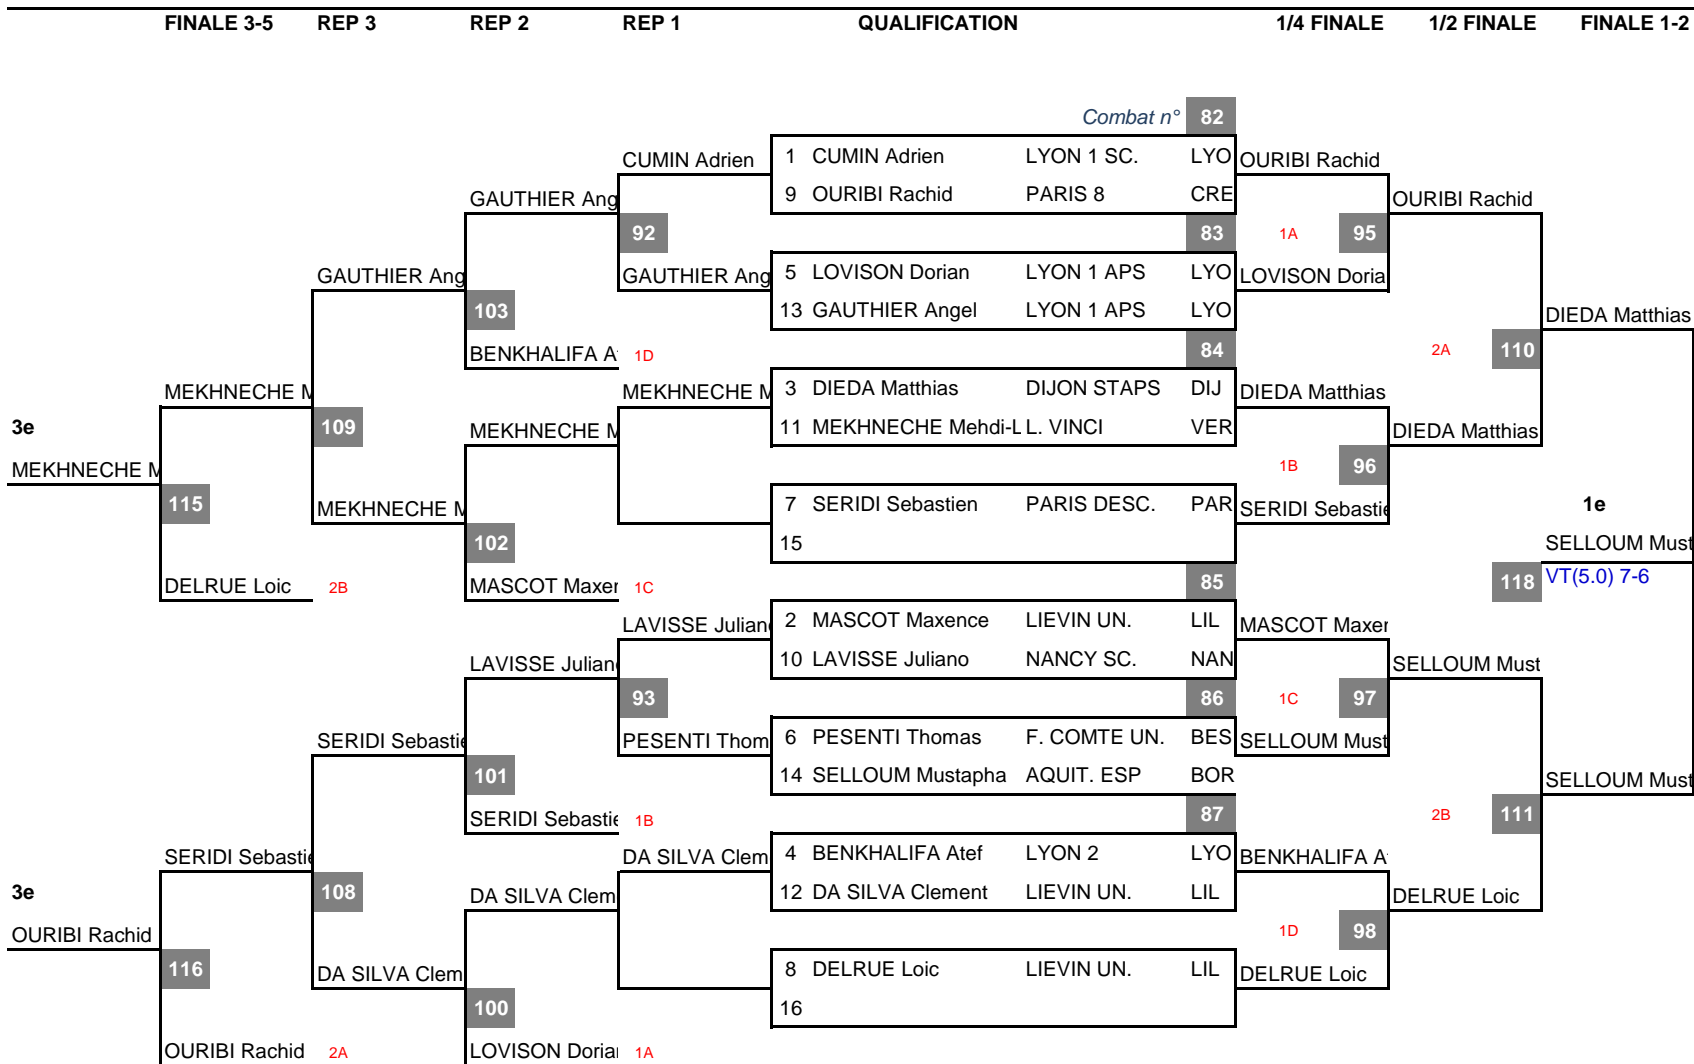 FINALE 3-5 REP 3 REP 2 REP 1 QUALIFICATION 1/4 FINALE 1/2 FINALE FINALE 1-2
Combat n° 82
CUMIN Adrien 1 CUMIN Adrien LYON 1 SC. LYO OURIBI Rachid
GAUTHIER Ang 9 OURIBI Rachid PARIS 8 CRE OURIBI Rachid
92 83 1A 95
GAUTHIER Ang GAUTHIER Ang 5 LOVISON Dorian LYON 1 APS LYO LOVISON Doria
103 13 GAUTHIER Angel LYON 1 APS LYO DIEDA Matthias
BENKHALIFA A 1D 84 2A 110
MEKHNECHE M MEKHNECHE M 3 DIEDA Matthias DIJON STAPS DIJ DIEDA Matthias
3e 109 MEKHNECHE M 11 MEKHNECHE Mehdi-L L. VINCI VER DIEDA Matthias
MEKHNECHE M 1B 96
115 MEKHNECHE M 7 SERIDI Sebastien PARIS DESC. PAR SERIDI Sebastie 1e
102 15 SELLOUM Must
DELRUE Loic 2B MASCOT Maxer 1C 85 118 VT(5.0) 7-6
LAVISSE Julian 2 MASCOT Maxence LIEVIN UN. LIL MASCOT Maxer
LAVISSE Julian 10 LAVISSE Juliano NANCY SC. NAN SELLOUM Must
93 86 1C 97
SERIDI Sebastie PESENTI Thom 6 PESENTI Thomas F. COMTE UN. BES SELLOUM Must
101 14 SELLOUM Mustapha AQUIT. ESP BOR SELLOUM Must
SERIDI Sebastie 1B 87 2B 111
SERIDI Sebastie DA SILVA Clem 4 BENKHALIFA Atef LYON 2 LYO BENKHALIFA A
3e 108 DA SILVA Clem 12 DA SILVA Clement LIEVIN UN. LIL DELRUE Loic
OURIBI Rachid 1D 98
116 DA SILVA Clem 8 DELRUE Loic LIEVIN UN. LIL DELRUE Loic
100 16
OURIBI Rachid 2A LOVISON Doria 1A